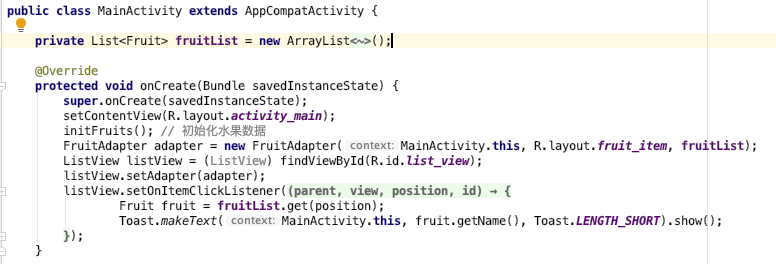 public class MainActivity extends AppCompatActivity {
private List<Fruit> fruitList = new ArrayList<~>();
@Override
protected void onCreate(Bundle savedInstanceState) {
super.onCreate(savedInstanceState);
setContentView(R.layout.activity_main);
initFruits(); // 初始化水果数据
FruitAdapter adapter = new FruitAdapter( context: MainActivity.this, R.layout.fruit_item, fruitList);
ListView listView = (ListView) findViewById(R.id.list_view);
listView.setAdapter(adapter);
listView.setOnItemClickListener((parent, view, position, id) → {
Fruit fruit = fruitList.get(position);
Toast.makeText( context: MainActivity.this, fruit.getName(), Toast.LENGTH_SHORT).show();
});
}